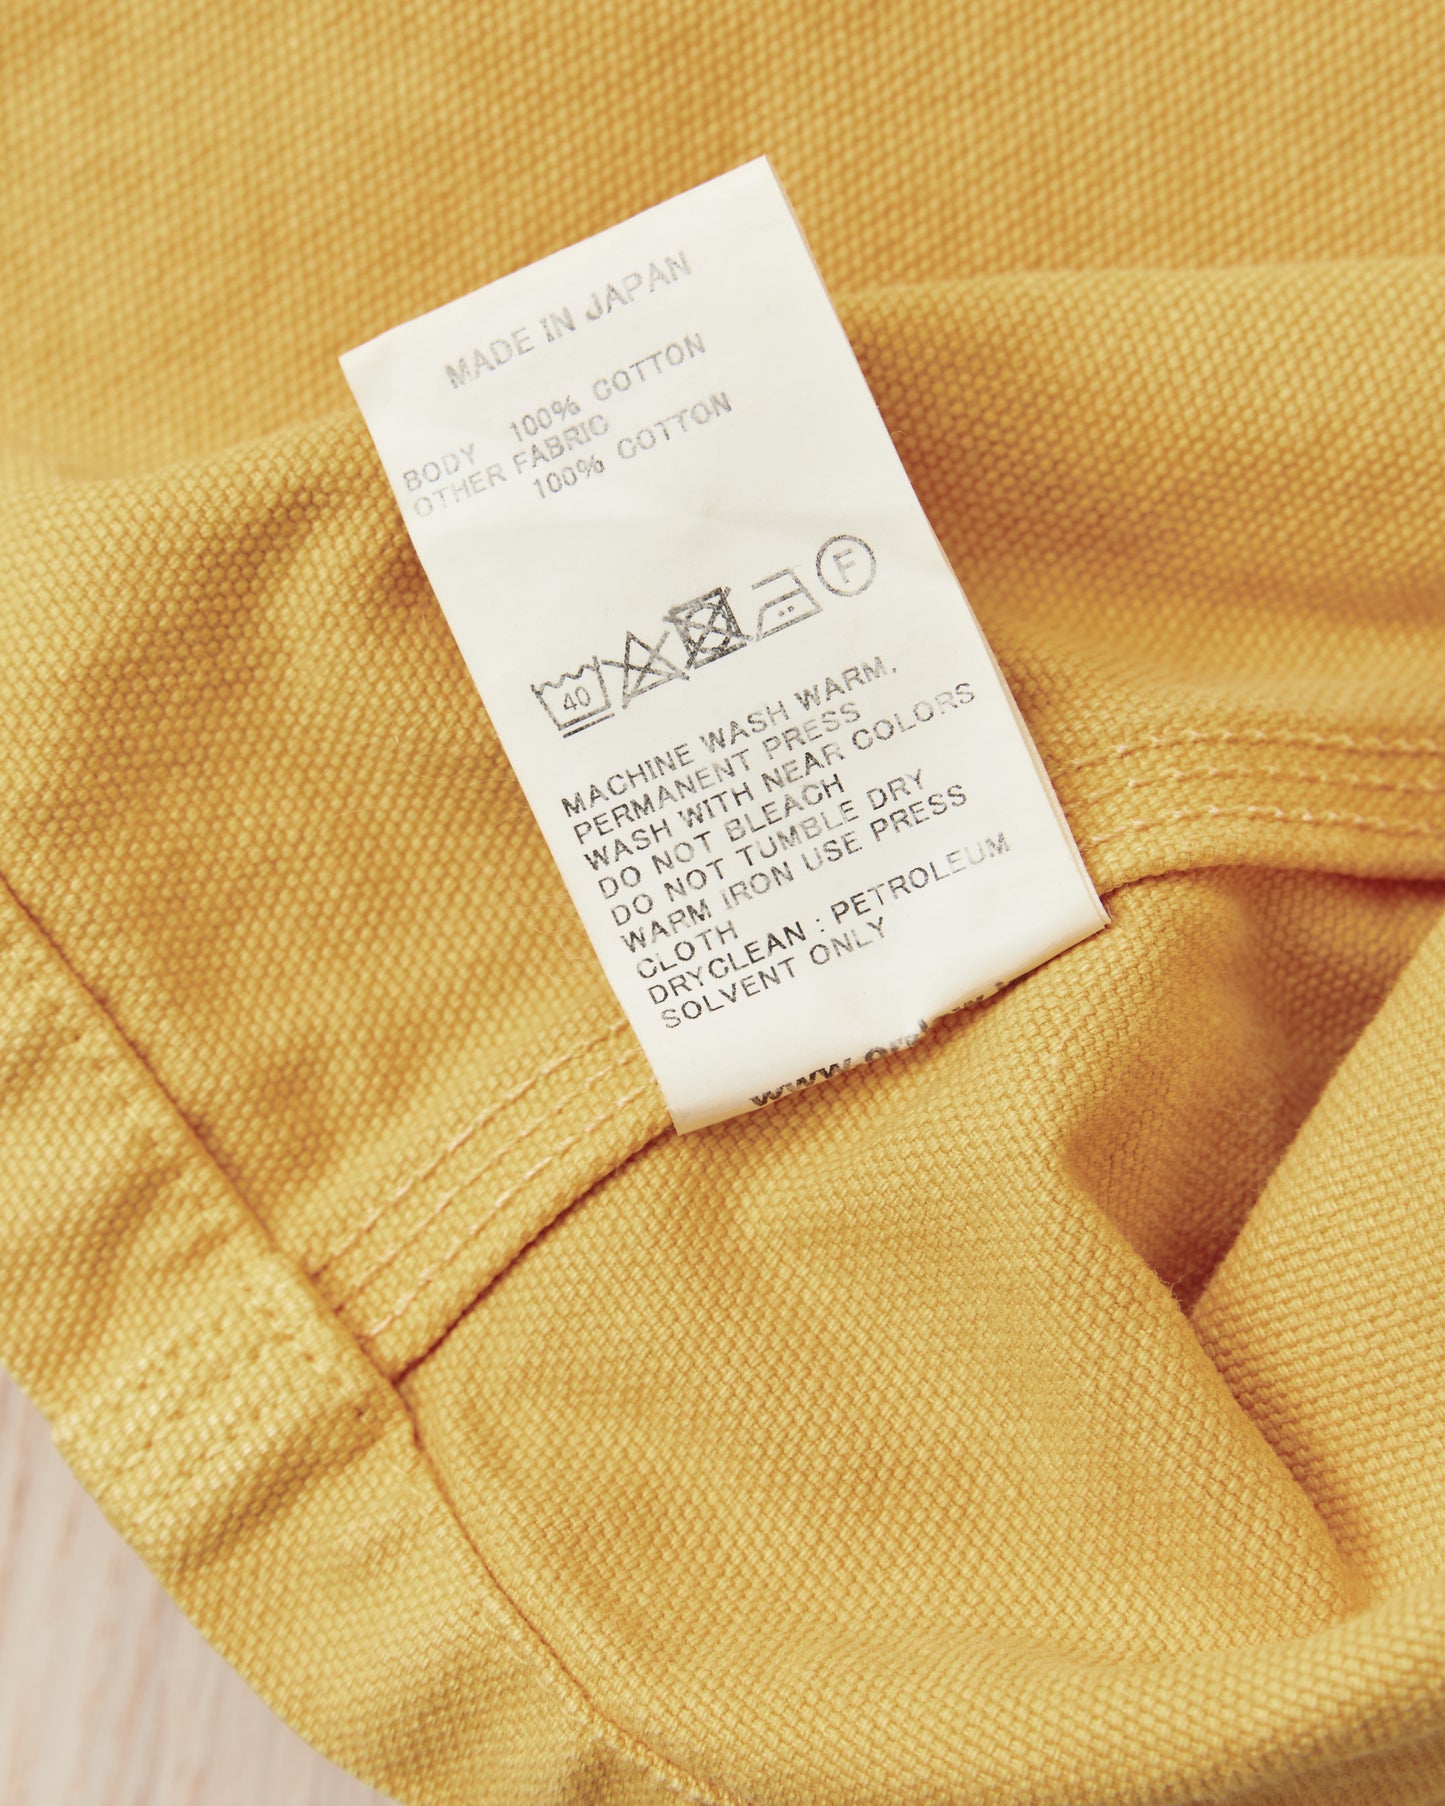 MADE IN JAPAN
BODY 100% COTTON
OTHER FABRIC
100% COTTON
40 F
MACHINE WASH WARM,
PERMANENT PRESS
WASH WITH NEAR COLORS
DO NOT BLEACH
DO NOT TUMBLE DRY
WARM IRON USE PRESS
CLOTH
DRYCLEAN : PETROLEUM
SOLVENT ONLY